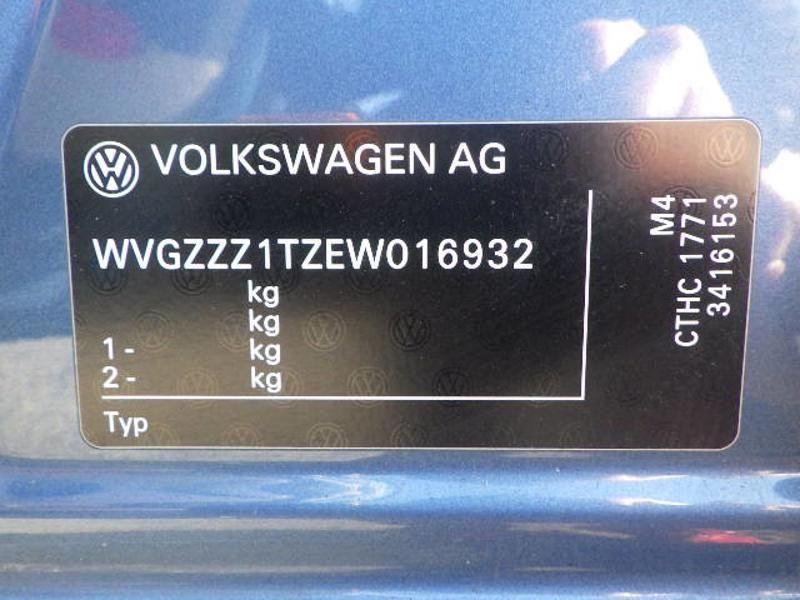 VOLKSWAGEN AG
WVGZZZ1TZEW016932
kg
kg
1 - kg
2 - kg
Typ
M4
CTHC 1771
3416153